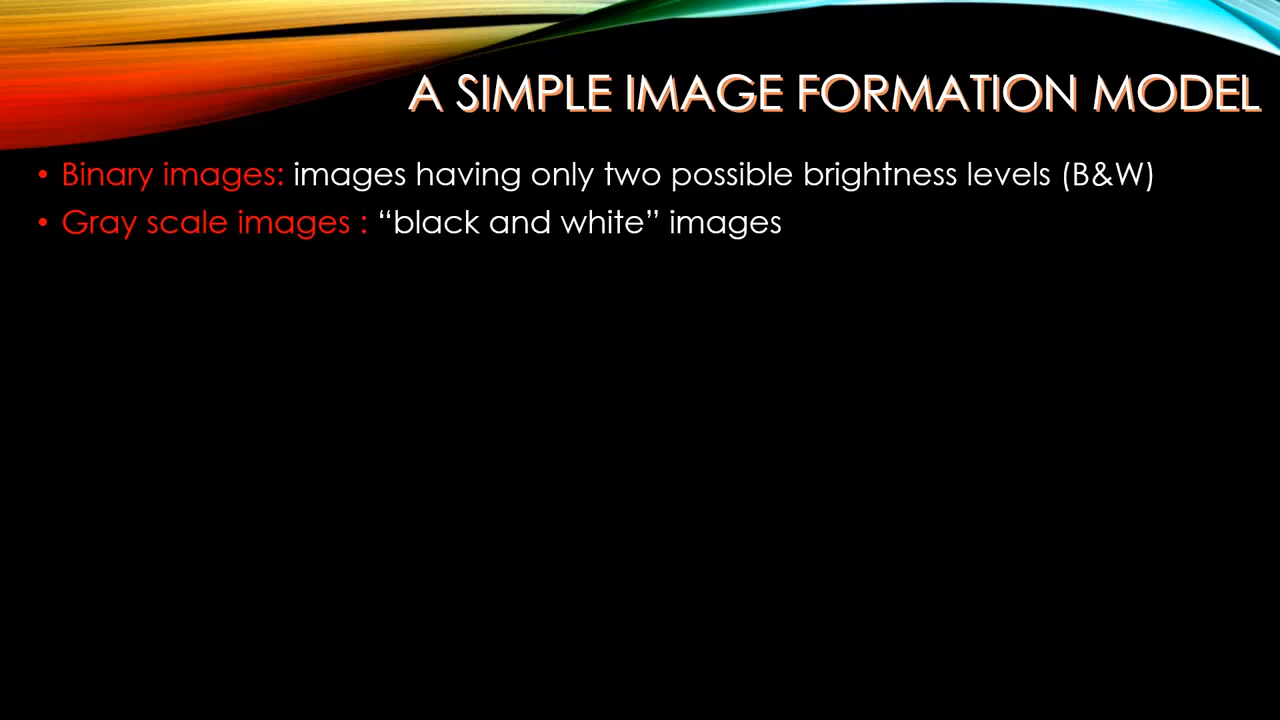 A SIMPLE IMAGE FORMATION MODEL
• Binary images: images having only two possible brightness levels (B&W)
• Gray scale images : “black and white” images